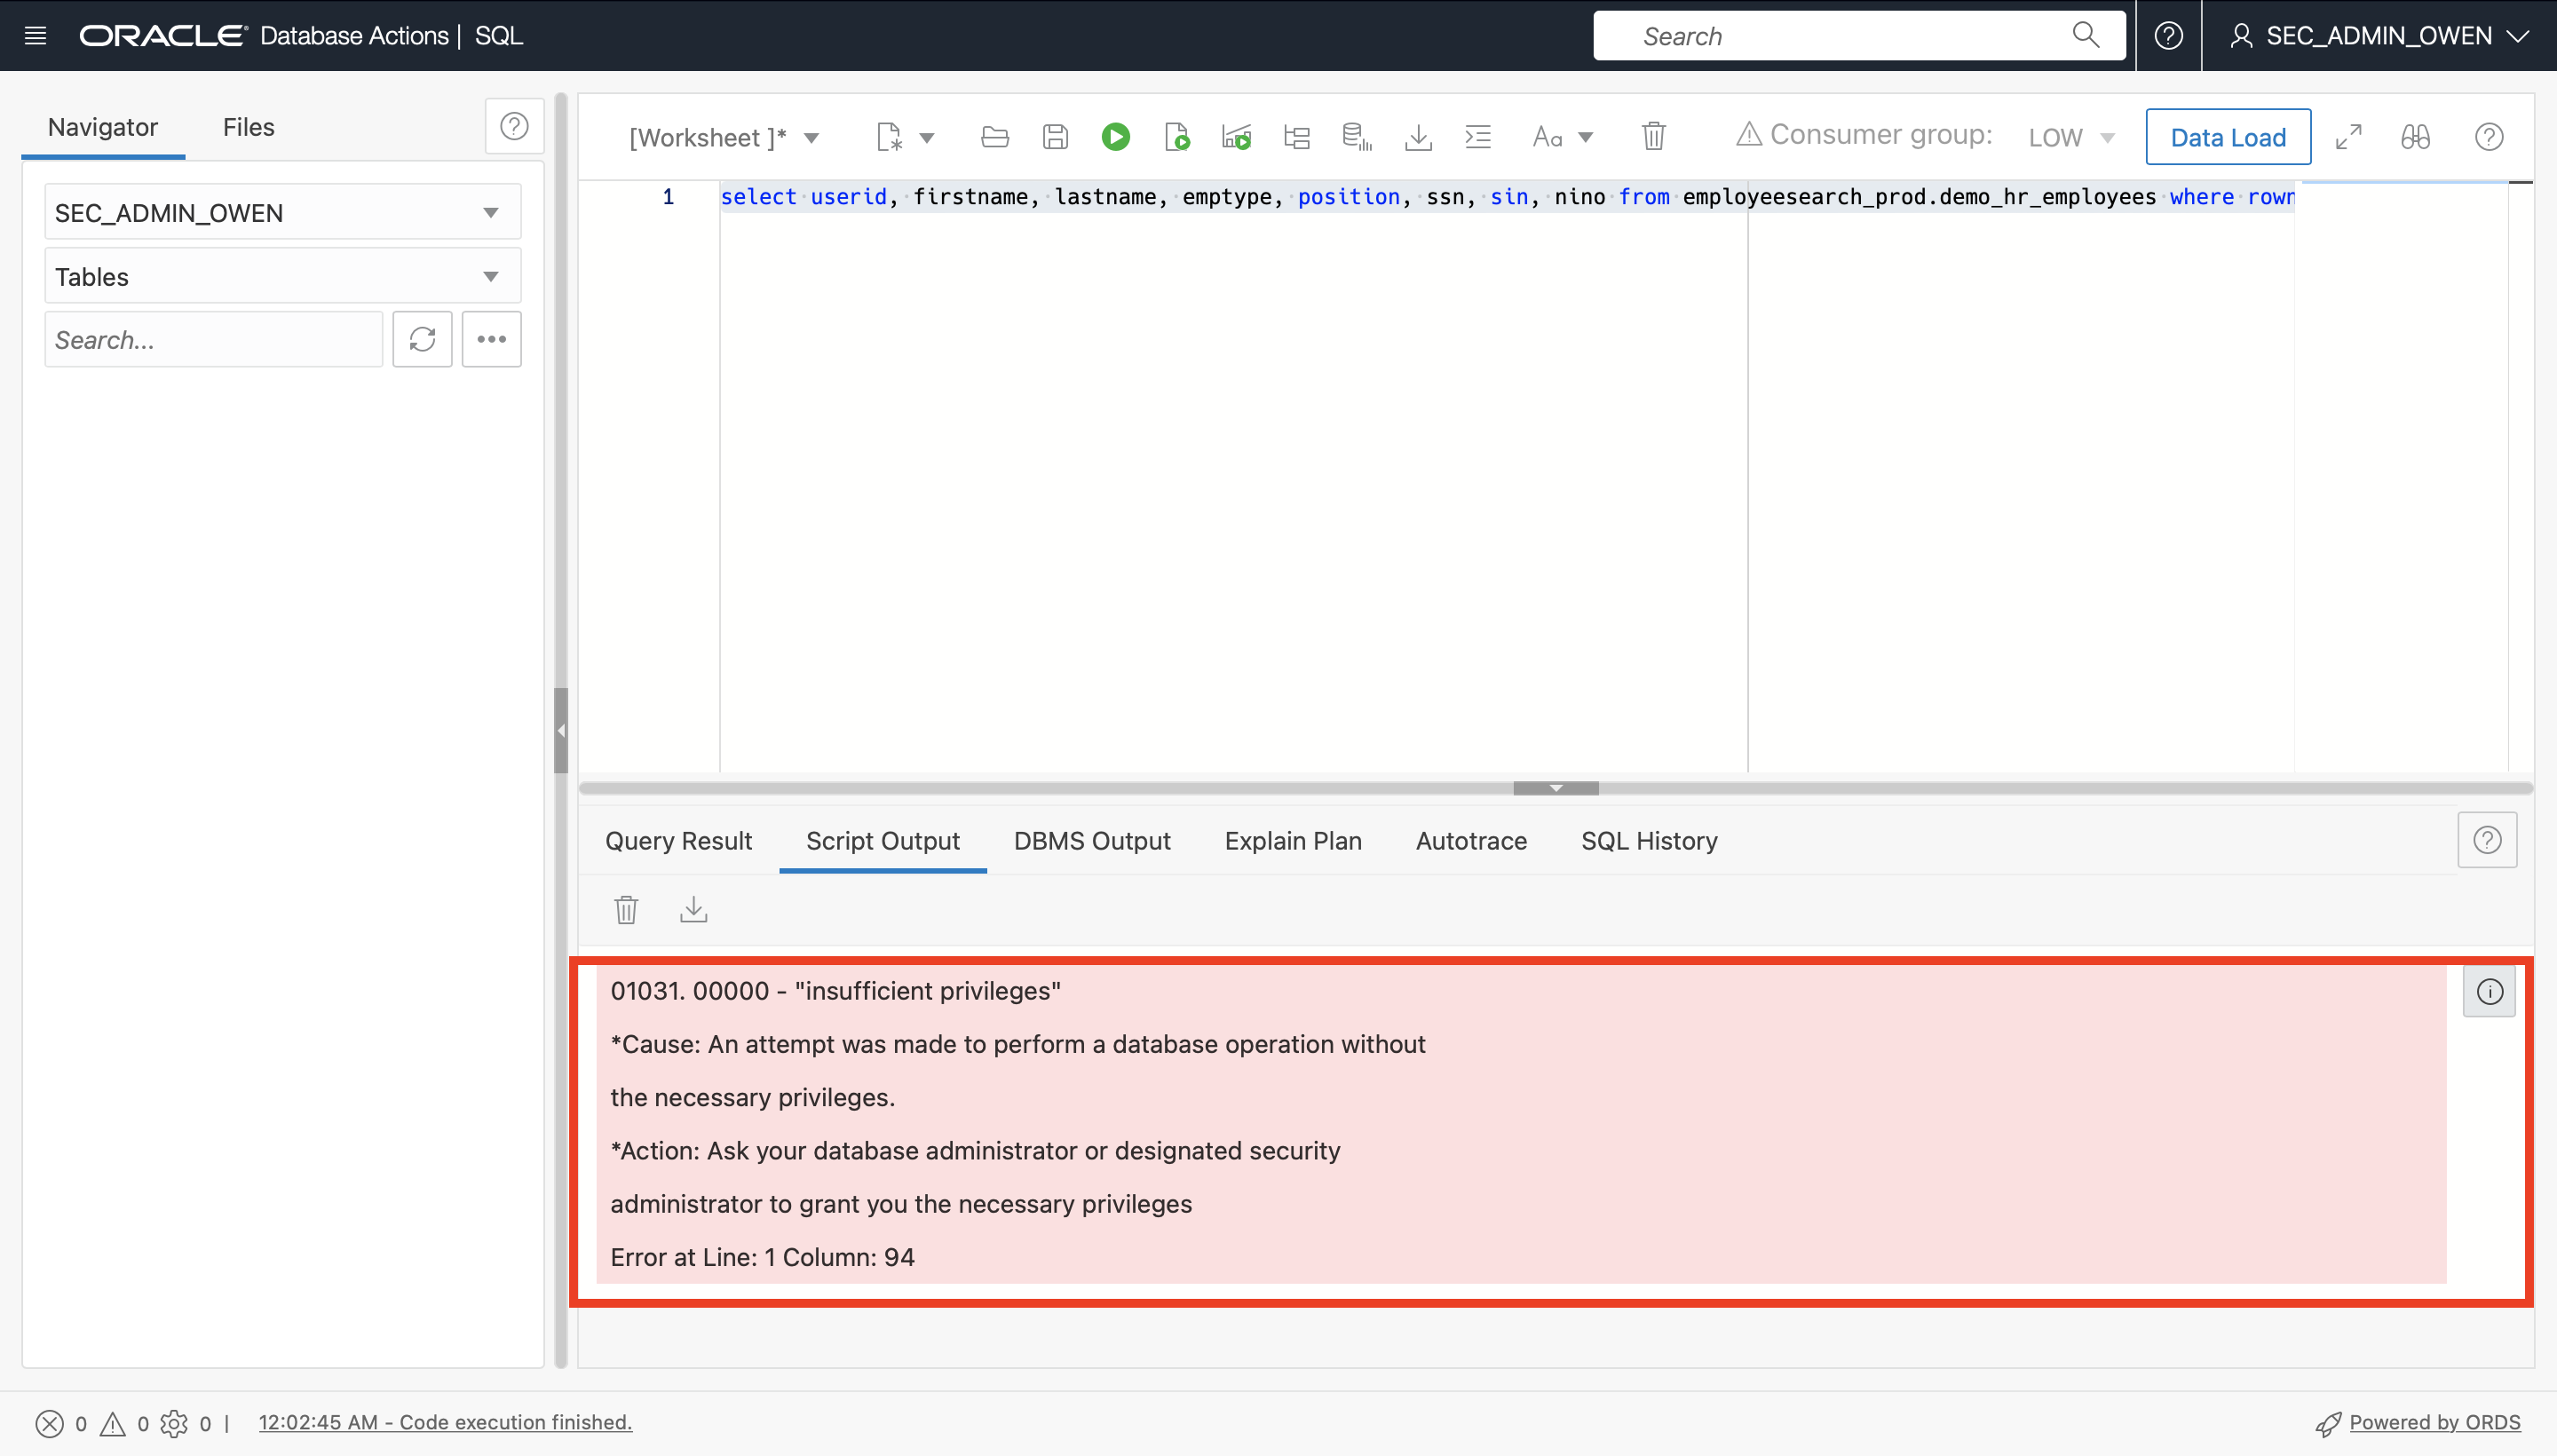 ORACLE Database Actions | SQL
Search
SEC_ADMIN_OWEN
Navigator
Files
SEC_ADMIN_OWEN
Tables
Search...
[Worksheet ]*
Aa
Consumer group:
LOW
Data Load
1
select userid, firstname, lastname, emptype, position, ssn, sin, nino from employeesearch_prod.demo_hr_employees where rown
Query Result
Script Output
DBMS Output
Explain Plan
Autotrace
SQL History
01031. 00000 - "insufficient privileges"
*Cause: An attempt was made to perform a database operation without
the necessary privileges.
*Action: Ask your database administrator or designated security
administrator to grant you the necessary privileges
Error at Line: 1 Column: 94
0 0 0 | 12:02:45 AM - Code execution finished.
Powered by ORDS